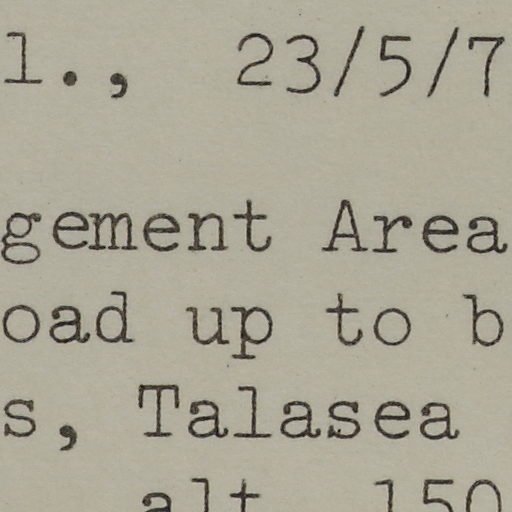 l., 23/5/7
gement Area
oad up to b
s, Talasea
alt. 150